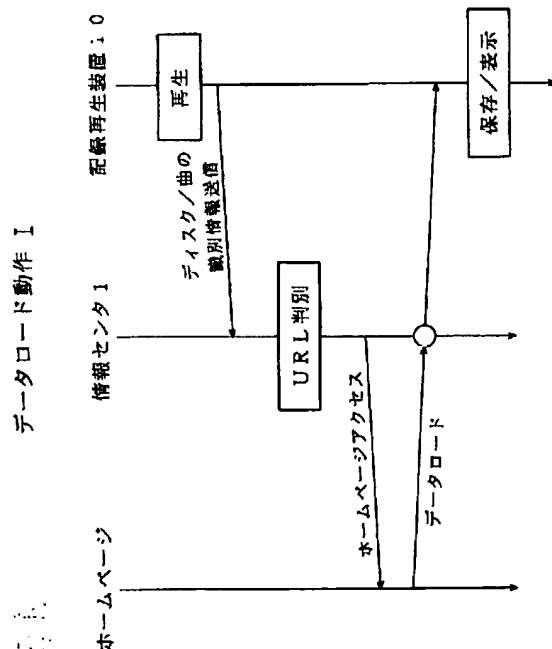 データロード動作 I
ホームページ
情報センタ1
記録再生装置10
再生
ディスク/曲の
識別情報送信
URL判別
ホームページアクセス
データロード
保存/表示